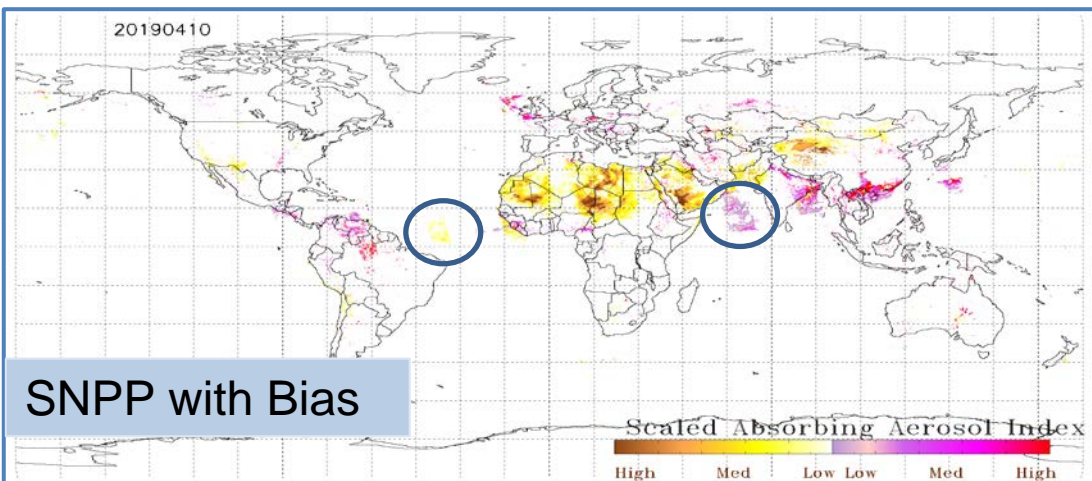 20190410
SNPP with Bias
Scaled Absorbing Aerosol Index
High Med Low Low Med High